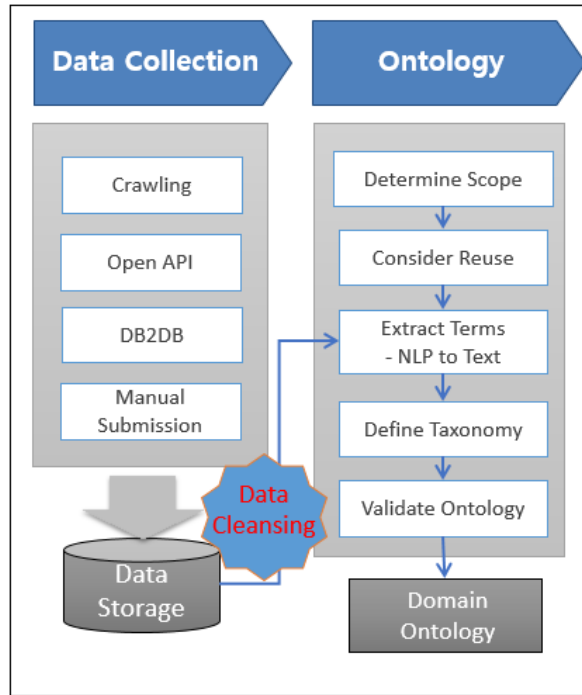 Data Collection
Ontology
Crawling
Open API
DB2DB
Manual
Submission
Data
Cleansing
Data
Storage
Determine Scope
Consider Reuse
Extract Terms
- NLP to Text
Define Taxonomy
Validate Ontology
Domain
Ontology